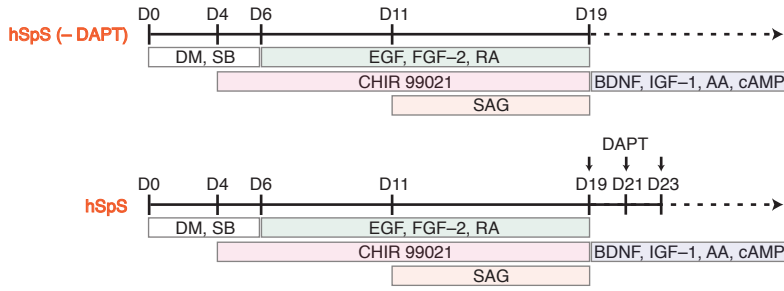 D0 D4 D6 D11 D19
hSpS (– DAPT)
DM, SB EGF, FGF–2, RA
CHIR 99021 BDNF, IGF–1, AA, cAMP
SAG
DAPT
D0 D4 D6 D11 D19 D21 D23
hSpS
DM, SB EGF, FGF–2, RA
CHIR 99021 BDNF, IGF–1, AA, cAMP
SAG